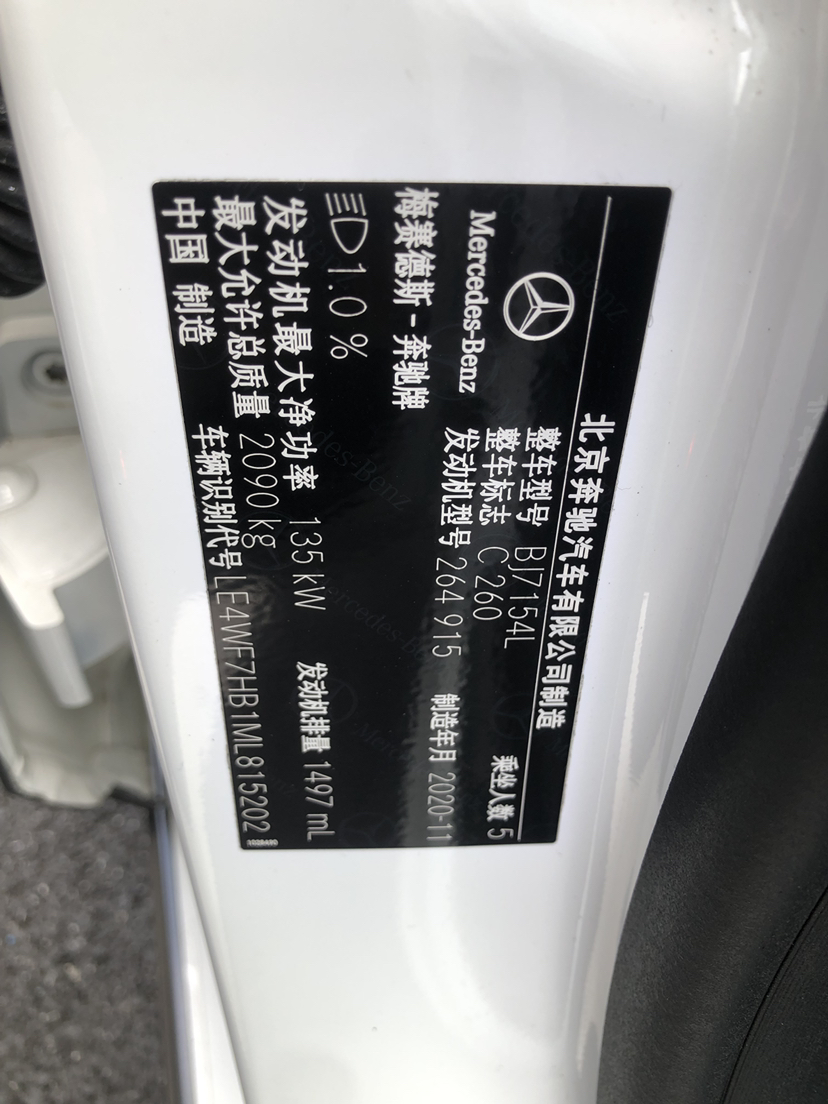 北京奔驰汽车有限公司制造
Mercedes-Benz
整车型号 BJ7154L
整车标志 C 260 乘坐人数 5
发动机型号 264 915 制造年月 2020-11
梅赛德斯-奔驰牌
1.0 %
发动机最大净功率 135 kW 发动机排量 1497 mL
最大允许总质量 2090 kg
中国 制造 车辆识别代号 LE4WF7HB1ML815202